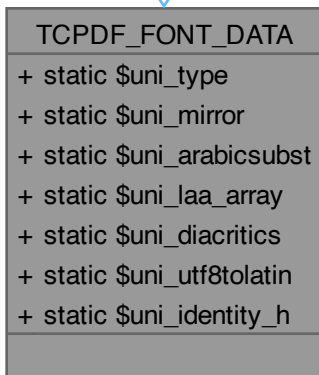 TCPDF_FONT_DATA
+ static $uni_type
+ static $uni_mirror
+ static $uni_arabicsubst
+ static $uni_laa_array
+ static $uni_diacritics
+ static $uni_utf8tolatin
+ static $uni_identity_h